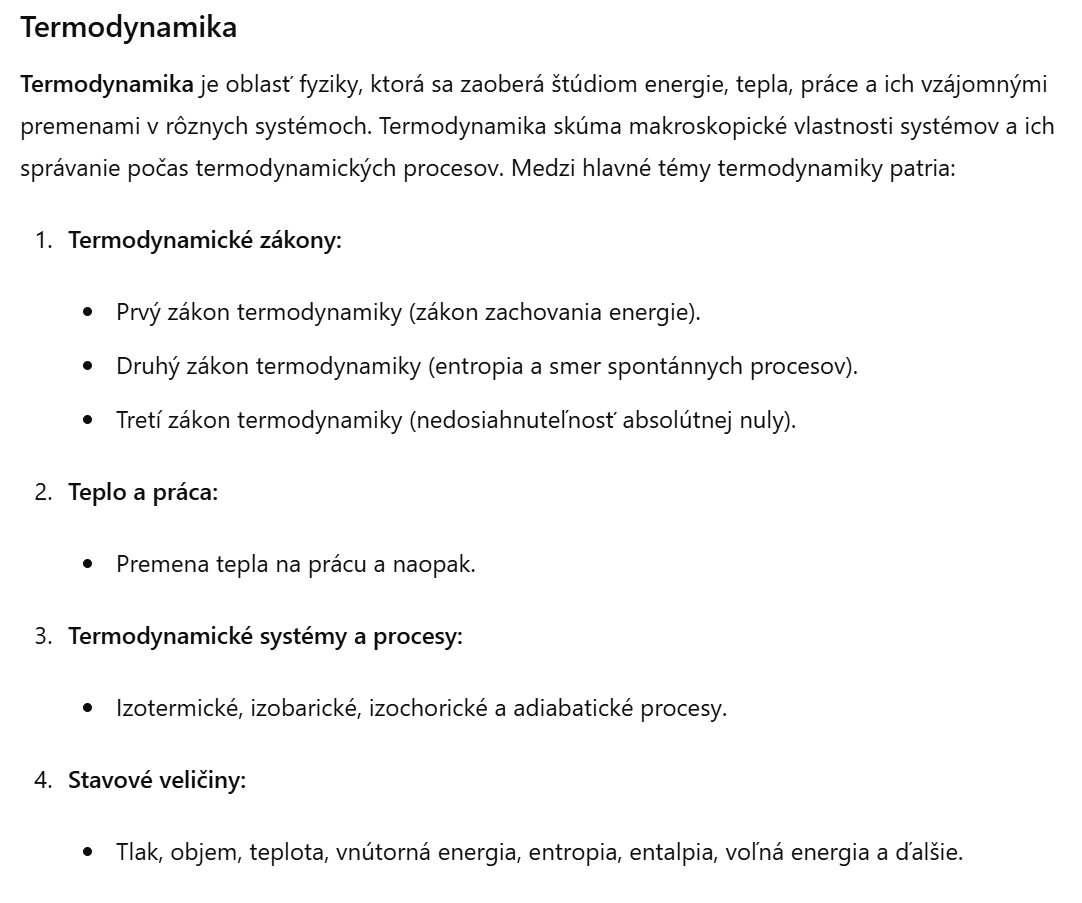 Termodynamika
Termodynamika je oblasť fyziky, ktorá sa zaoberá štúdiom energie, tepla, práce a ich vzájomnými
premenami v rôznych systémoch. Termodynamika skúma makroskopické vlastnosti systémov a ich
správanie počas termodynamických procesov. Medzi hlavné témy termodynamiky patria:
1. Termodynamické zákony:
• Prvý zákon termodynamiky (zákon zachovania energie).
• Druhý zákon termodynamiky (entropia a smer spontánnych procesov).
• Tretí zákon termodynamiky (nedosiahnuteľnosť absolútnej nuly).
2. Teplo a práca:
• Premena tepla na prácu a naopak.
3. Termodynamické systémy a procesy:
• Izotermické, izobarické, izochorické a adiabatické procesy.
4. Stavové veličiny:
• Tlak, objem, teplota, vnútorná energia, entropia, entalpia, voľná energia a ďalšie.